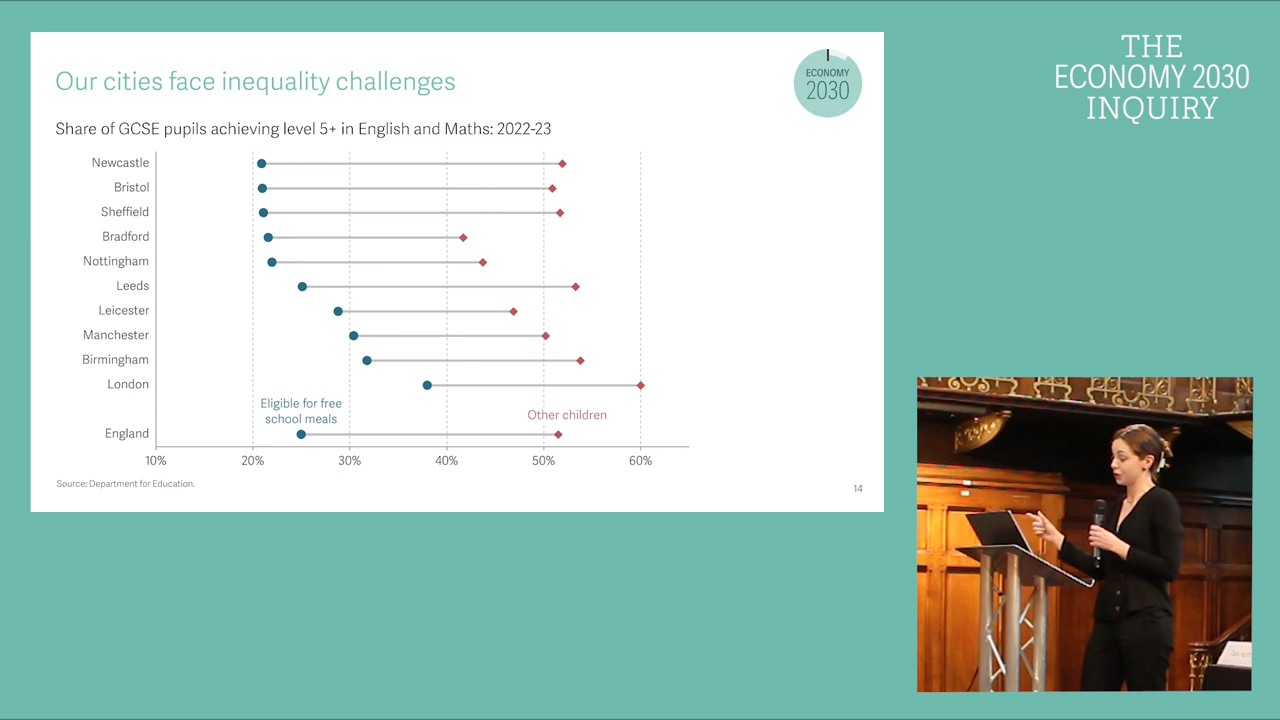 THE
ECONOMY 2030
INQUIRY
Our cities face inequality challenges
ECONOMY
2030
Share of GCSE pupils achieving level 5+ in English and Maths: 2022-23
Newcastle
Bristol
Sheffield
Bradford
Nottingham
Leeds
Leicester
Manchester
Birmingham
London
Eligible for free
school meals
Other children
England
10% 20% 30% 40% 50% 60%
Source: Department for Education.
14